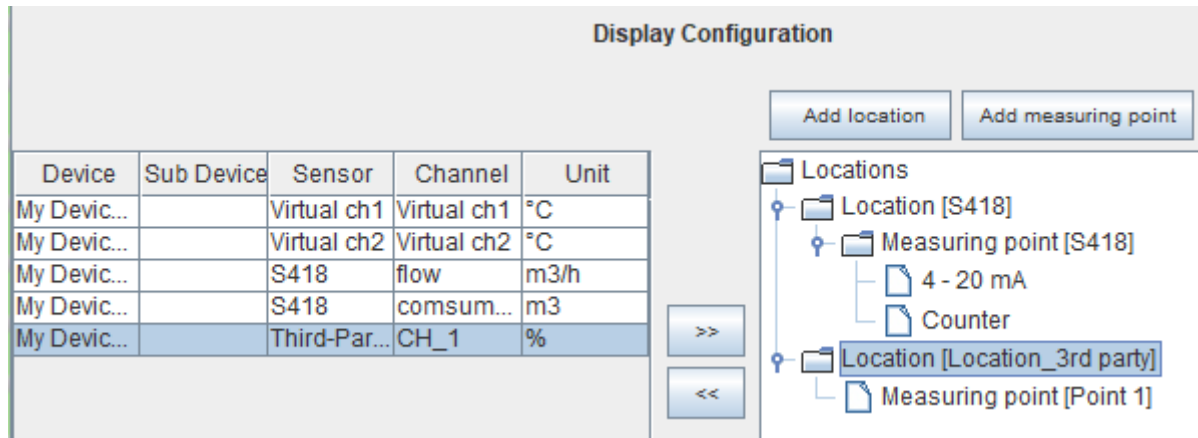 Display Configuration
Add location Add measuring point
Device Sub Device Sensor Channel Unit
My Devic... Virtual ch1 Virtual ch1 °C
My Devic... Virtual ch2 Virtual ch2 °C
My Devic... S418 flow m3/h
My Devic... S418 comsum... m3
My Devic... Third-Par... CH_1 %
>>
<<
Locations
Location [S418]
Measuring point [S418]
4 - 20 mA
Counter
Location [Location_3rd party]
Measuring point [Point 1]